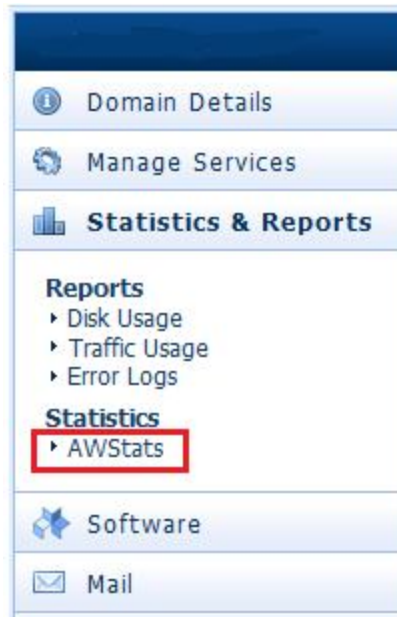 Domain Details
Manage Services
Statistics & Reports
Reports
Disk Usage
Traffic Usage
Error Logs
Statistics
AWStats
Software
Mail